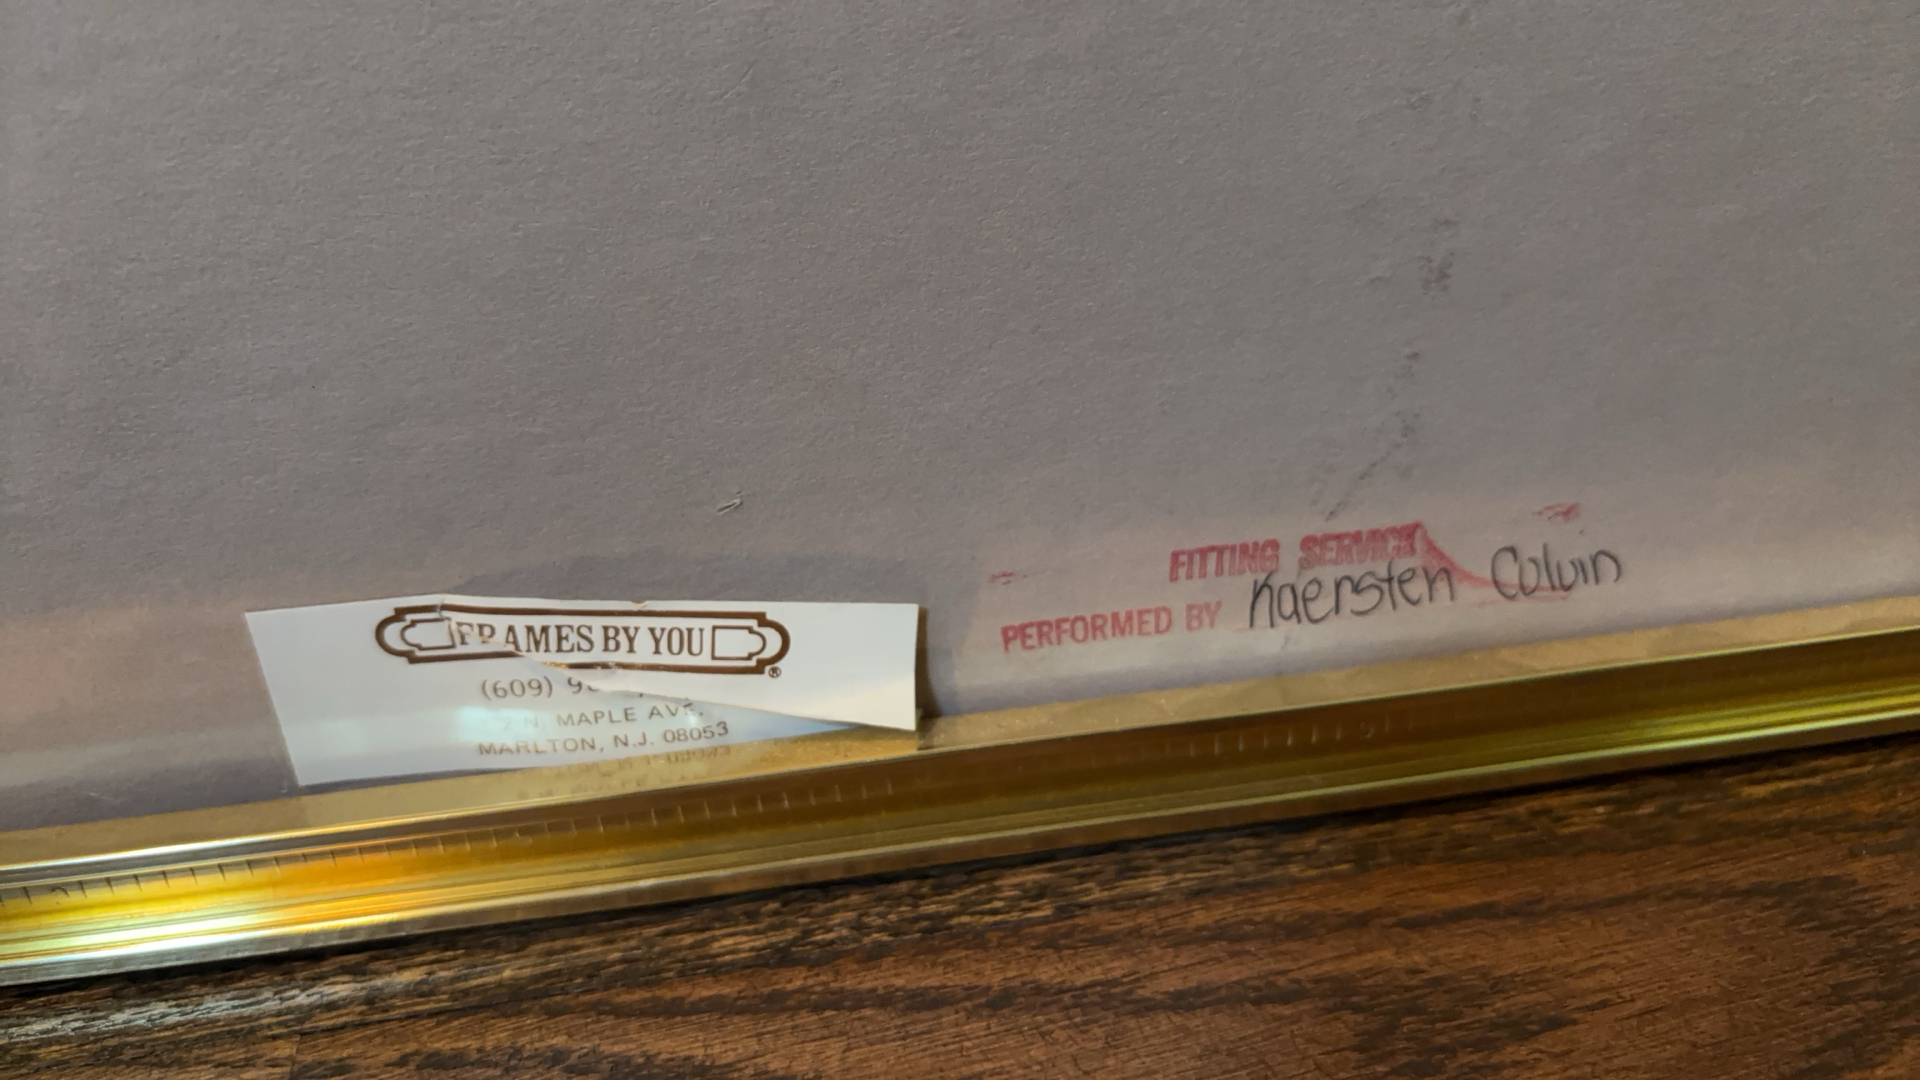 FRAMES BY YOU
®
(609)
N. MAPLE AVE.
MARLTON, N.J. 08053
FITTING SERVICE
PERFORMED BY Kaersten Colvin